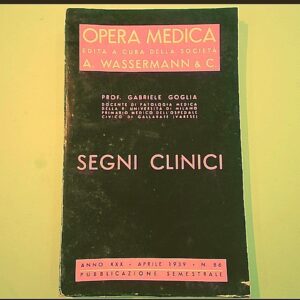 OPERA MEDICA
EDITA A CURA DELLA SOCIETÀ
A. WASSERMANN & C.
PROF. GABRIELE GOGLIA
DOCENTE DI PATOLOGIA MEDICA
DELLA R. UNIVERSITÀ DI MILANO
PRIMARIO MEDICO DELL'OSPEDALE
CIVICO DI GALLARATE (VARESE)
SEGNI CLINICI
ANNO XXX - APRILE 1939 - N. 86
PUBBLICAZIONE SEMESTRALE